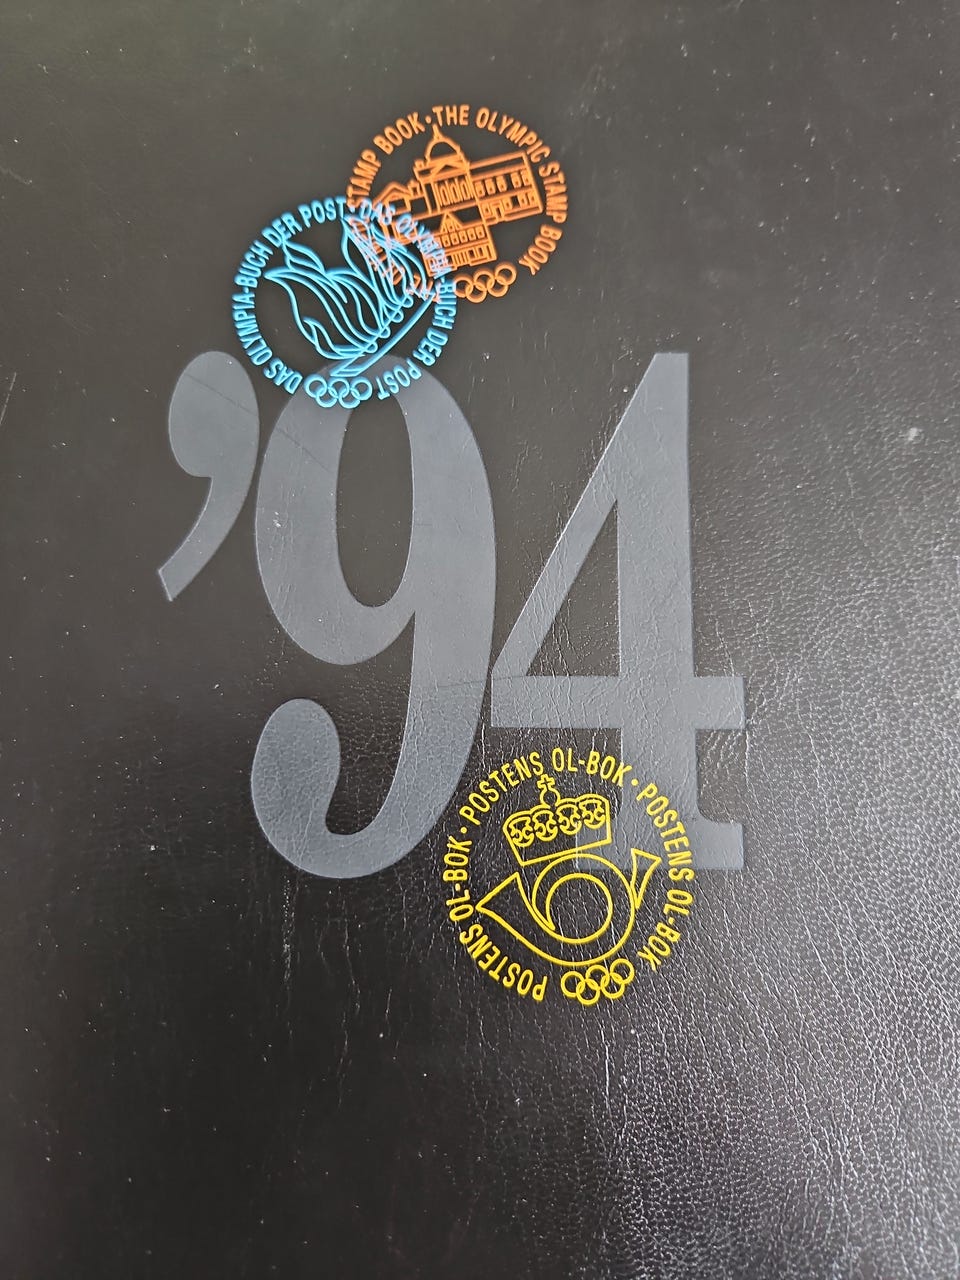 STAMP BOOK • THE OLYMPIC STAMP BOOK
DAS OLYMPIA-BUCH DER POST • DAS OLYMPIA-BUCH DER POST
’94
POSTENS OL-BOK • POSTENS OL-BOK • POSTENS OL-BOK